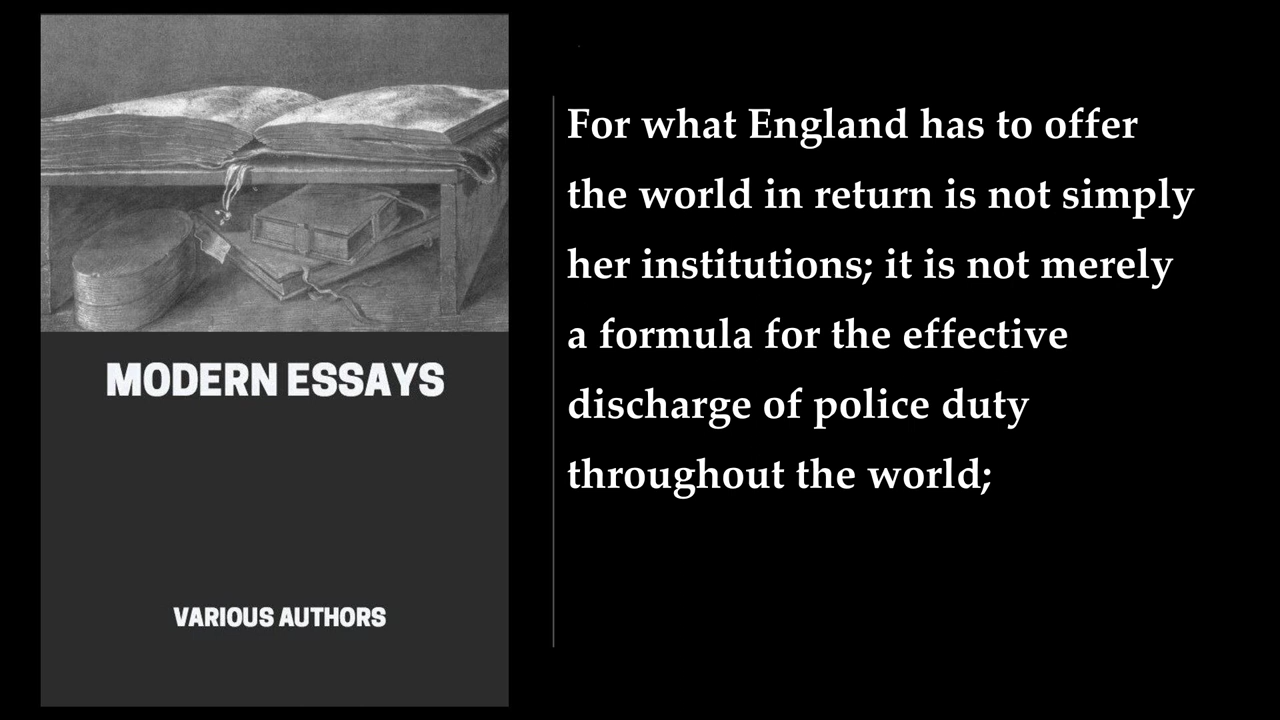 MODERN ESSAYS
VARIOUS AUTHORS
For what England has to offer
the world in return is not simply
her institutions; it is not merely
a formula for the effective
discharge of police duty
throughout the world;